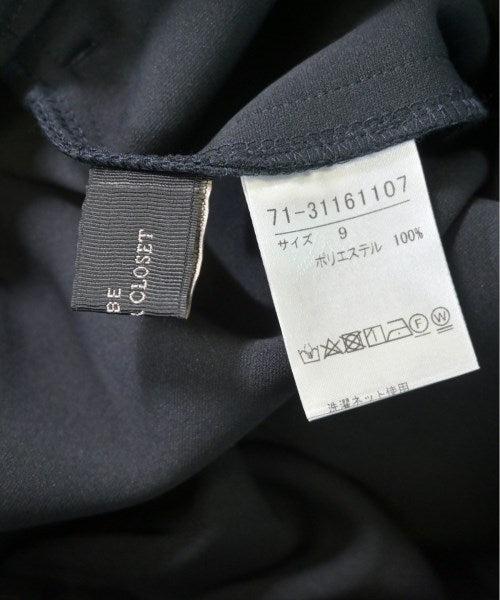 BE
CLOSET
71-31161107
サイズ 9
ポリエステル 100%
F W
洗濯ネット使用